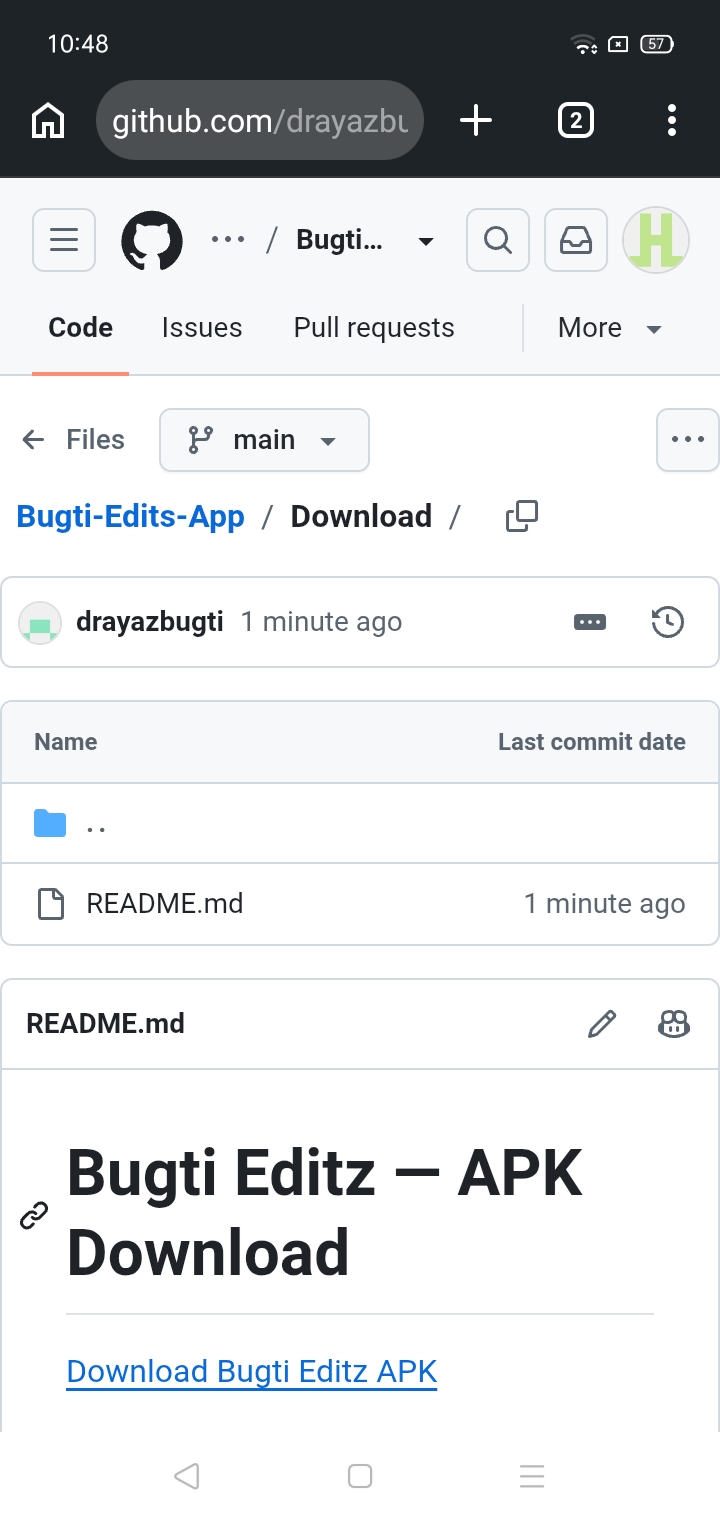 10:48
57
github.com/drayazbu
2
... / Bugti...
Code Issues Pull requests More
Files main
Bugti-Edits-App / Download /
drayazbugti 1 minute ago
Name Last commit date
..
README.md 1 minute ago
README.md
Bugti Editz — APK
Download
Download Bugti Editz APK